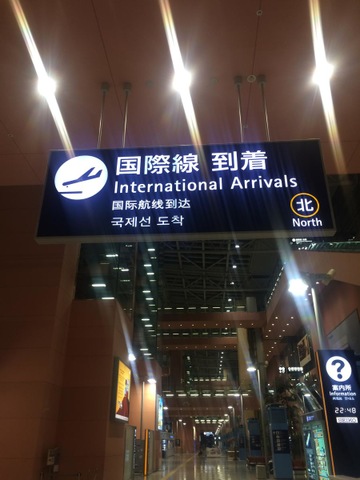 国際線 到着
International Arrivals
国际航线到达
국제선 도착
北
North
?
案内所
Information
22:48
SEIKO